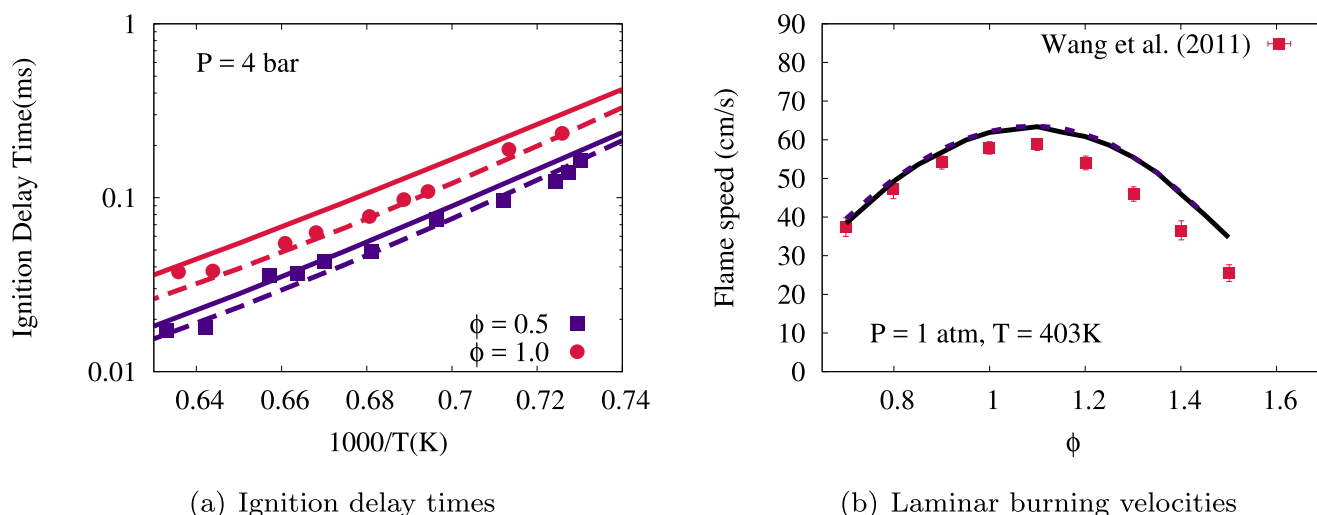 Ignition Delay Time(ms)
1
0.1
0.01
P = 4 bar
ϕ = 0.5
ϕ = 1.0
0.64 0.66 0.68 0.7 0.72 0.74
1000/T(K)
(a) Ignition delay times
Flame speed (cm/s)
90
80
70
60
50
40
30
20
10
0
Wang et al. (2011)
P = 1 atm, T = 403K
0.8 1 1.2 1.4 1.6
ϕ
(b) Laminar burning velocities